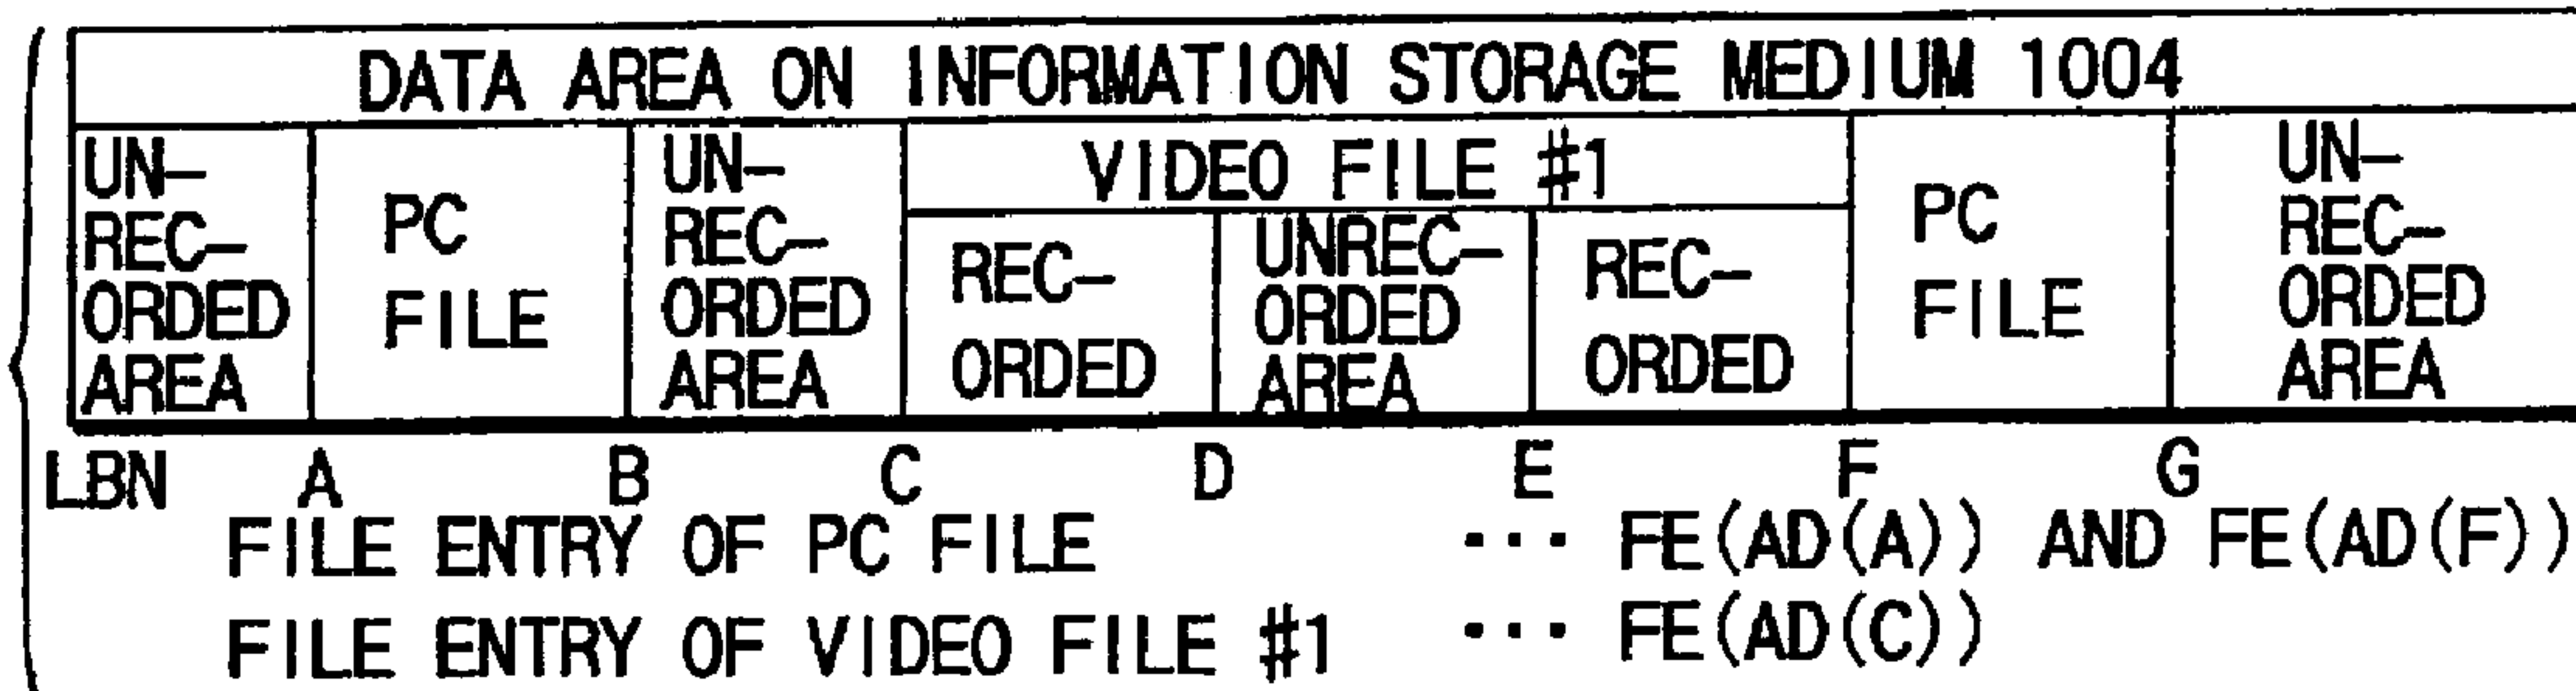 DATA AREA ON INFORMATION STORAGE MEDIUM 1004
UN-
REC-
ORDED
AREA
PC
FILE
UN-
REC-
ORDED
AREA
VIDEO FILE #1
REC-
ORDED
UNREC-
ORDED
AREA
REC-
ORDED
PC
FILE
UN-
REC-
ORDED
AREA
LBN A B C D E F G
FILE ENTRY OF PC FILE ··· FE(AD(A)) AND FE(AD(F))
FILE ENTRY OF VIDEO FILE #1 ··· FE(AD(C))